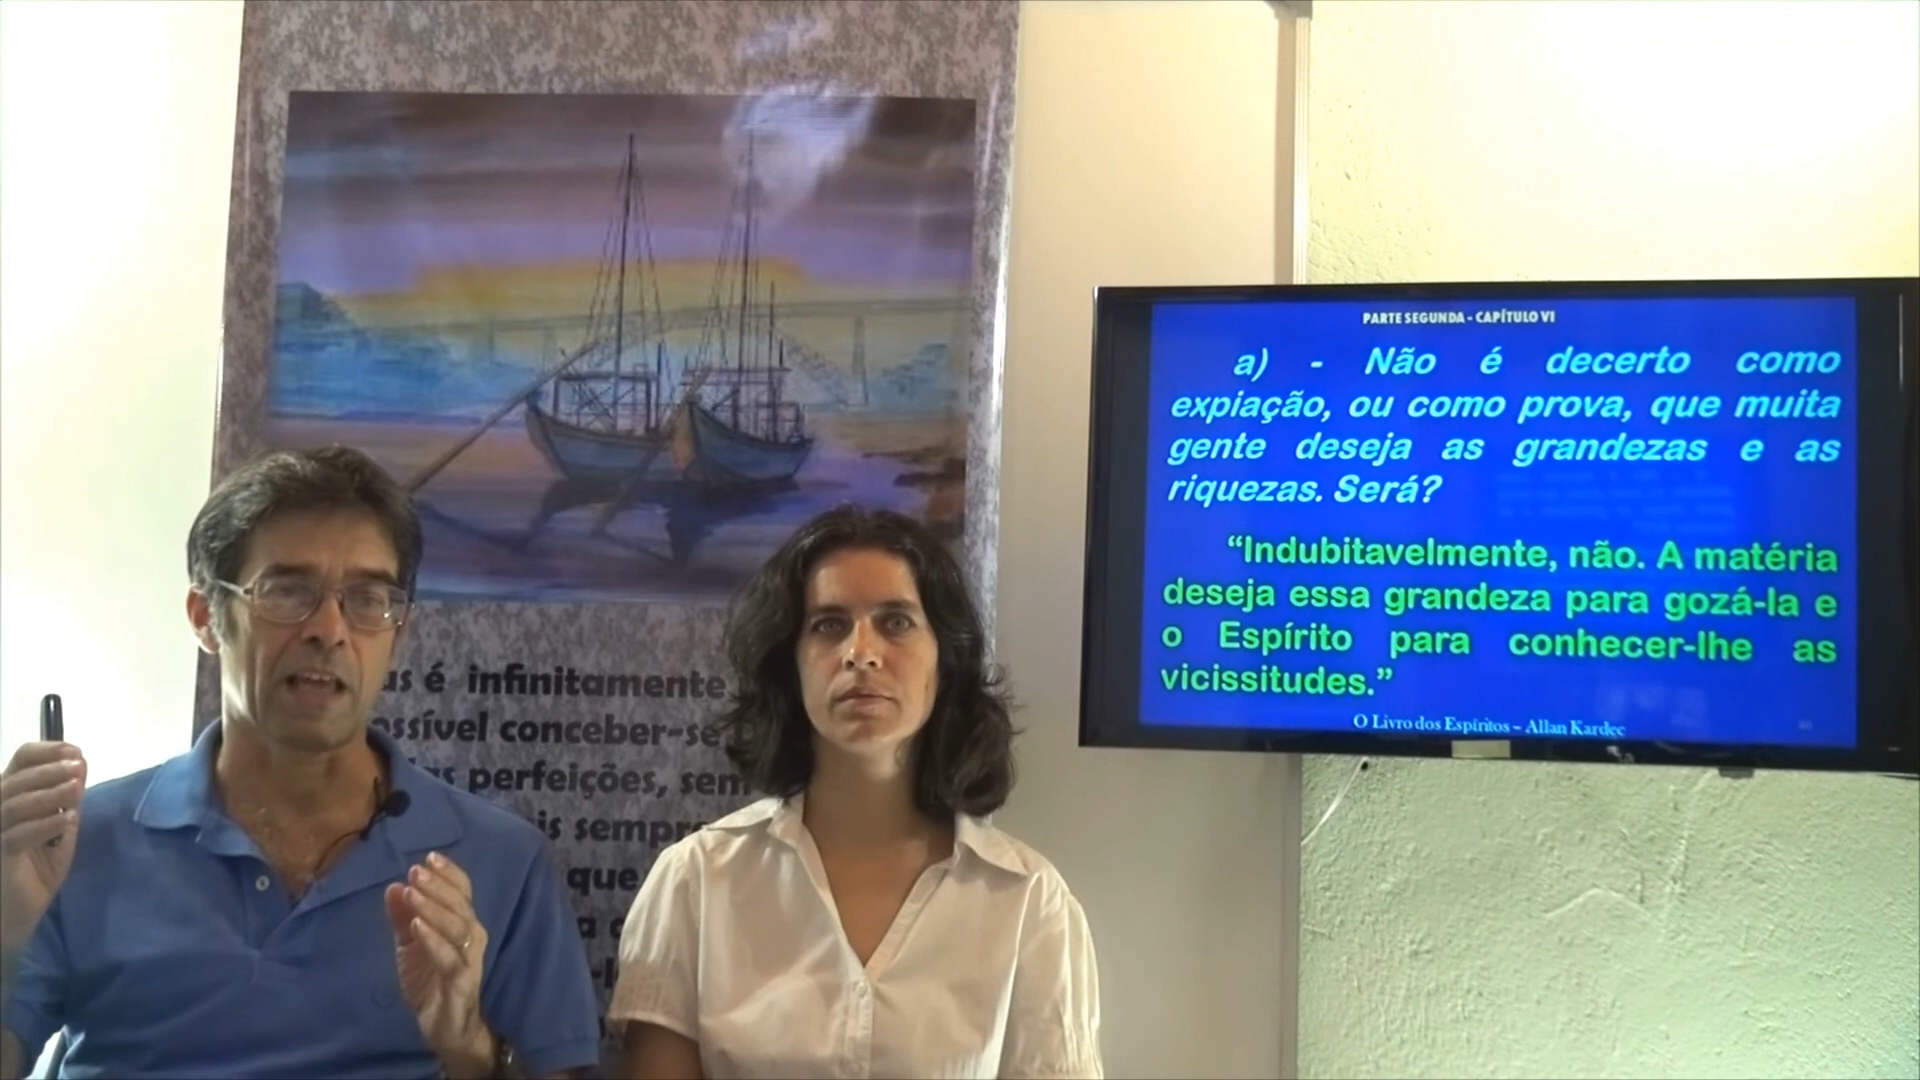 us é infinitamente
ossível conceber-se
perfeições, sem
is sempre
que
PARTE SEGUNDA - CAPÍTULO VI
a) - Não é decerto como
expiação, ou como prova, que muita
gente deseja as grandezas e as
riquezas. Será?
“Indubitavelmente, não. A matéria
deseja essa grandeza para gozá-la e
o Espírito para conhecer-lhe as
vicissitudes.”
O Livro dos Espíritos – Allan Kardec